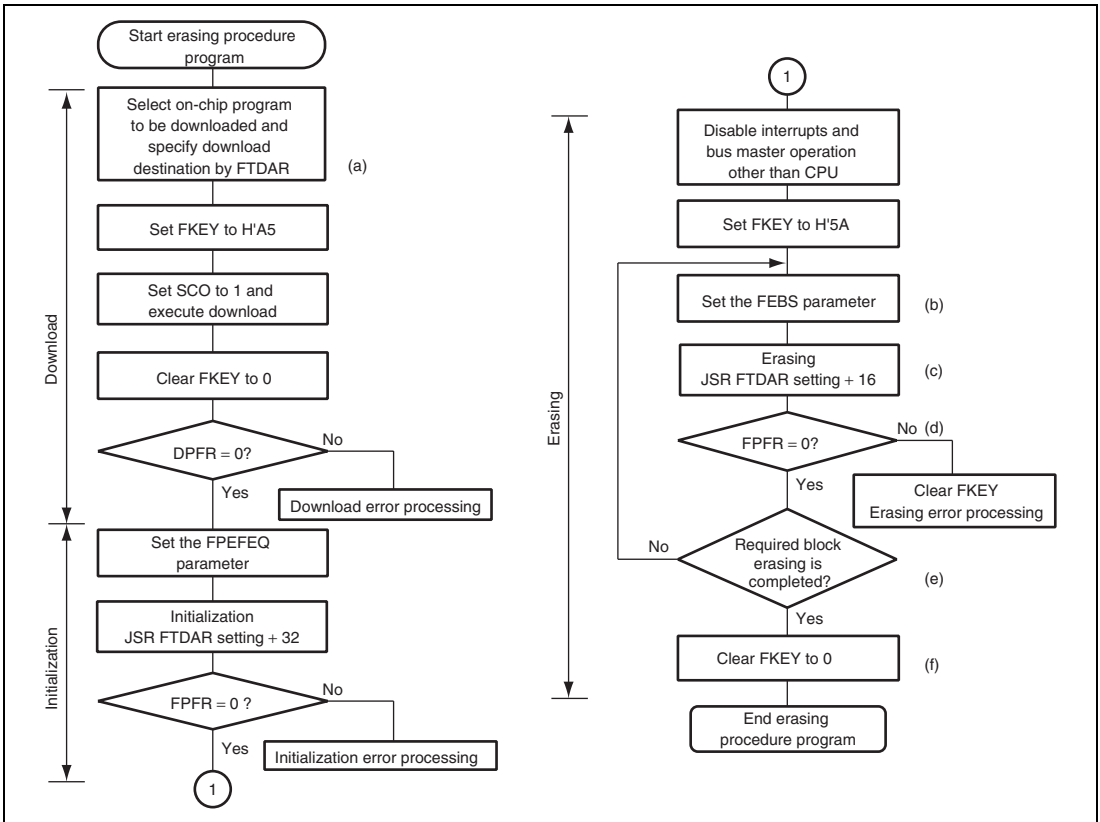 Start erasing procedure
program
Select on-chip program
to be downloaded and
specify download
destination by FTDAR
(a)
Set FKEY to H'A5
Set SCO to 1 and
execute download
Clear FKEY to 0
DPFR = 0?
No
Yes
Download error processing
Download
Set the FPEFEQ
parameter
Initialization
JSR FTDAR setting + 32
FPFR = 0 ?
No
Yes
Initialization error processing
Initialization
1
1
Disable interrupts and
bus master operation
other than CPU
Set FKEY to H'5A
Set the FEBS parameter
(b)
Erasing
JSR FTDAR setting + 16
(c)
FPFR = 0?
No (d)
Yes
Clear FKEY
Erasing error processing
Required block
erasing is
completed?
No
(e)
Yes
Clear FKEY to 0
(f)
Erasing
End erasing
procedure program